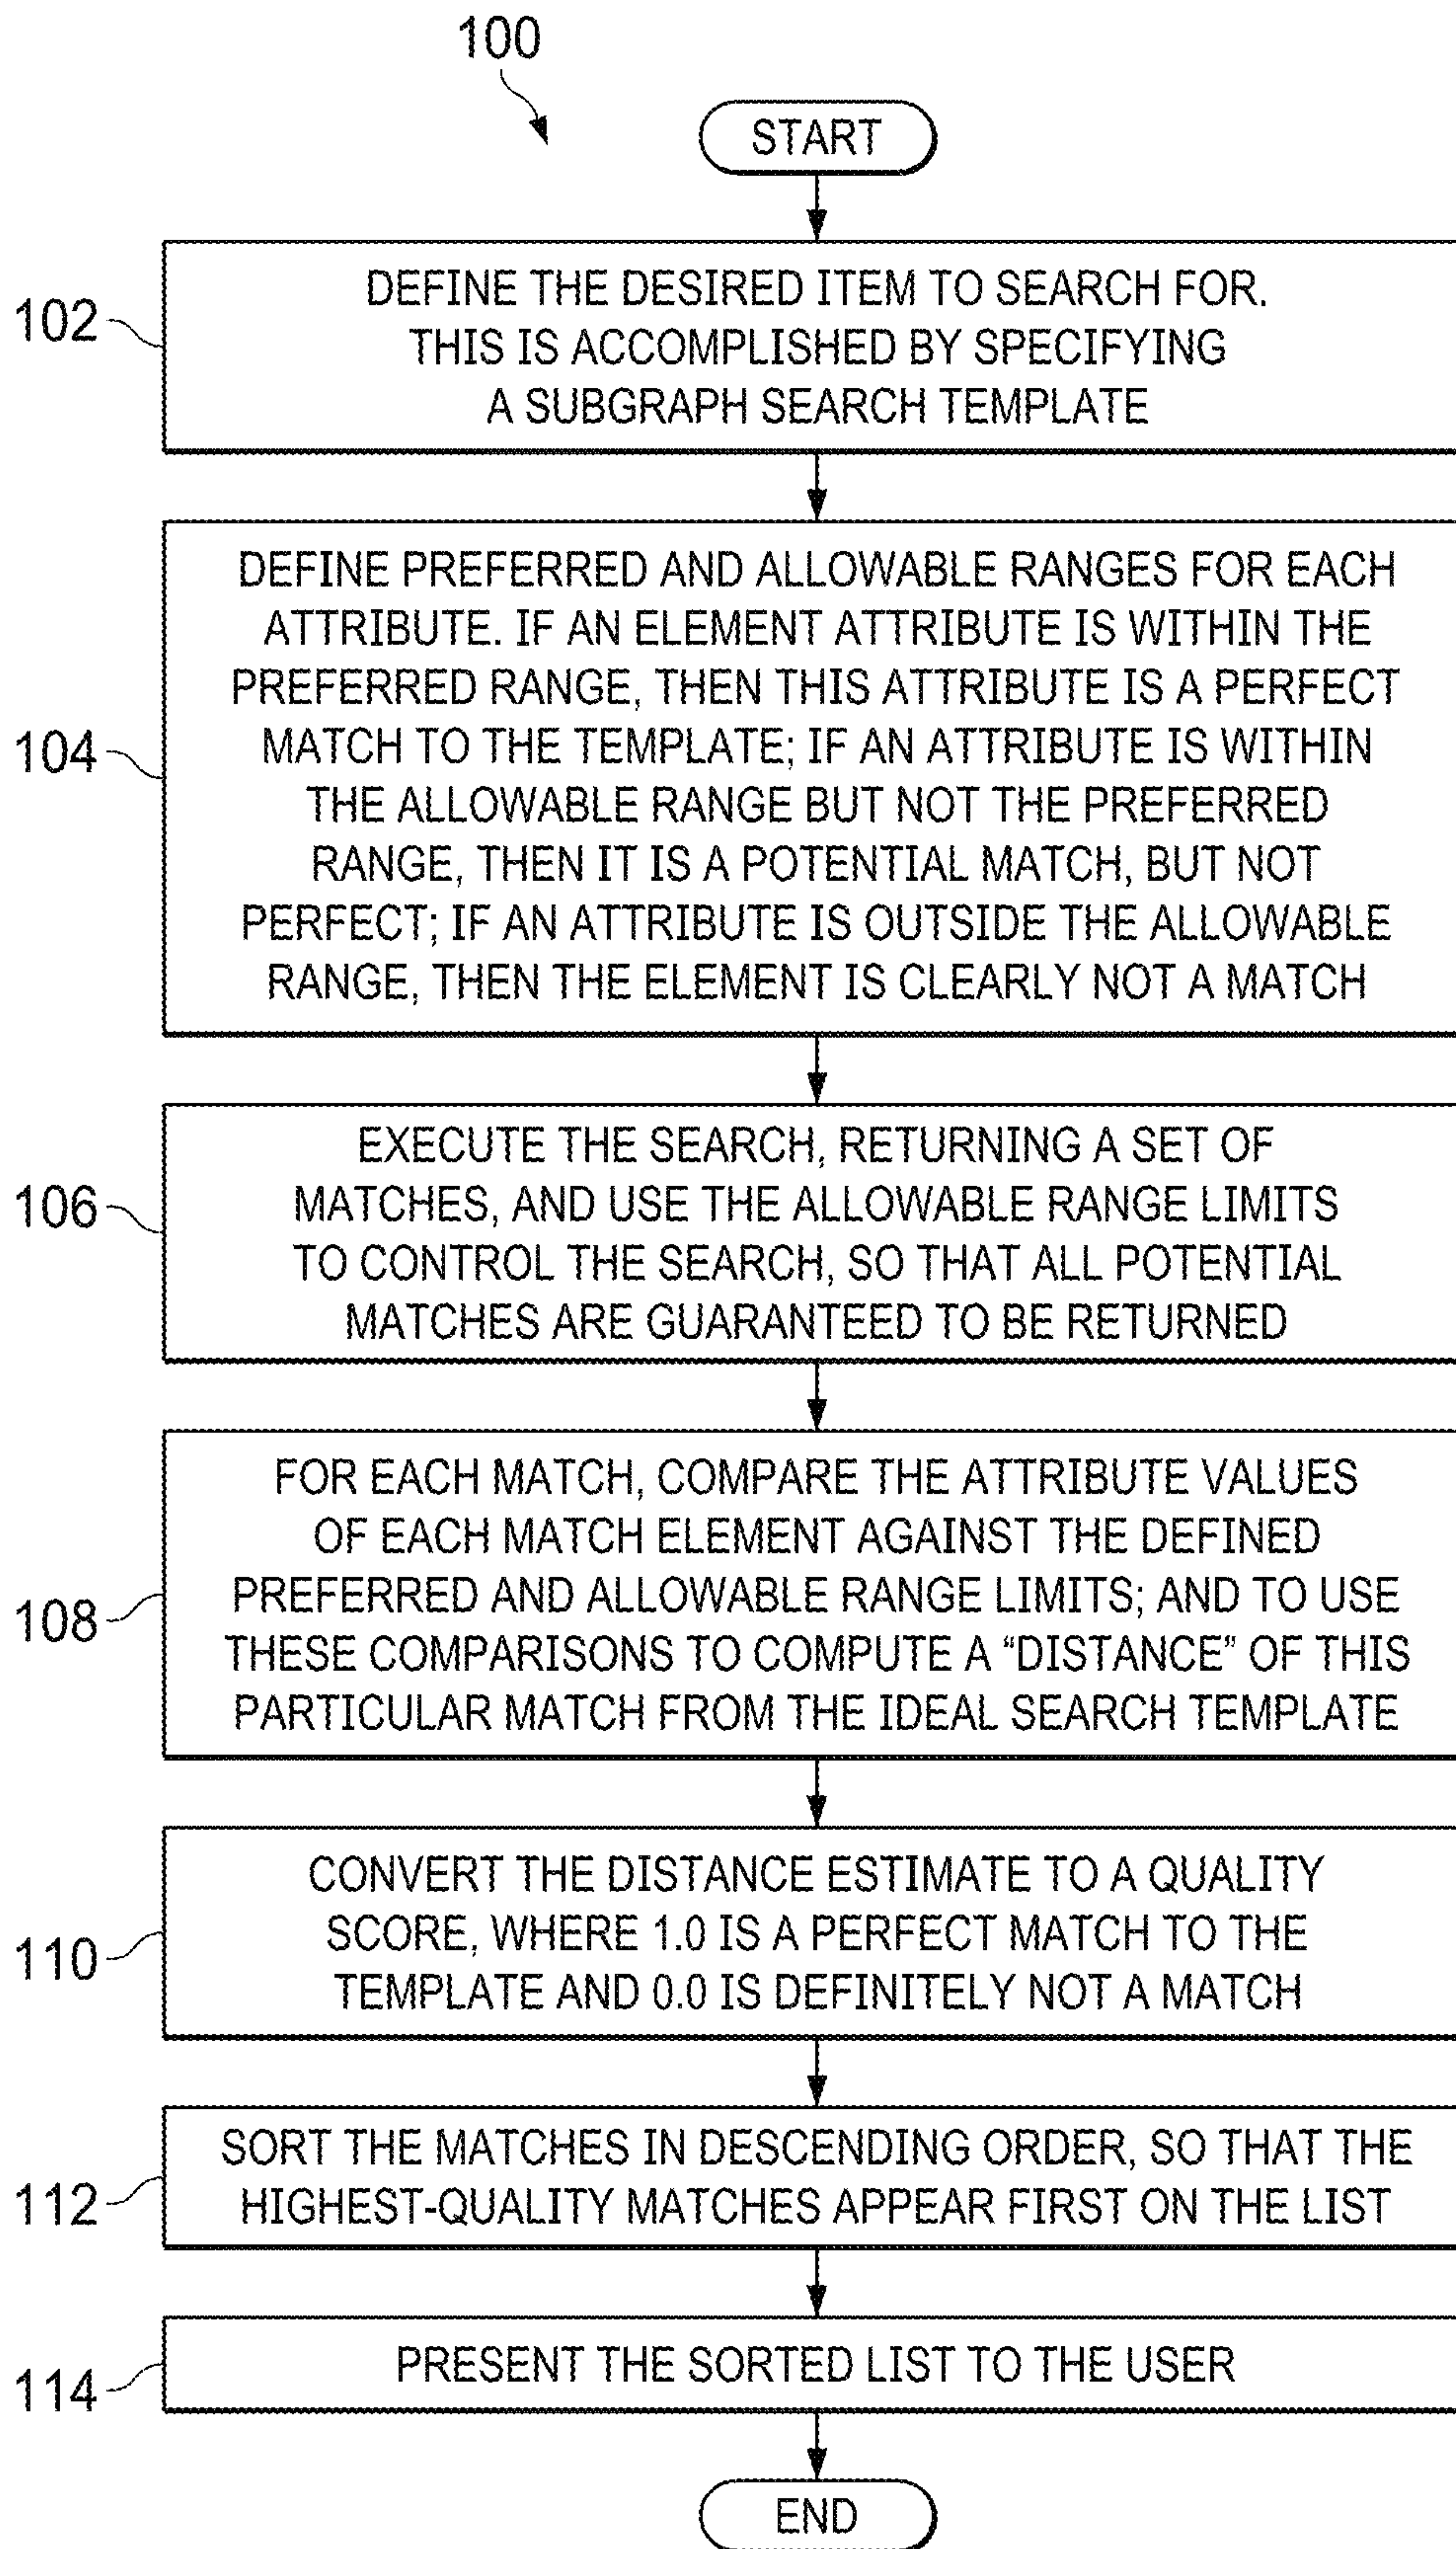 100
START
102
DEFINE THE DESIRED ITEM TO SEARCH FOR.
THIS IS ACCOMPLISHED BY SPECIFYING
A SUBGRAPH SEARCH TEMPLATE
104
DEFINE PREFERRED AND ALLOWABLE RANGES FOR EACH
ATTRIBUTE. IF AN ELEMENT ATTRIBUTE IS WITHIN THE
PREFERRED RANGE, THEN THIS ATTRIBUTE IS A PERFECT
MATCH TO THE TEMPLATE; IF AN ATTRIBUTE IS WITHIN
THE ALLOWABLE RANGE BUT NOT THE PREFERRED
RANGE, THEN IT IS A POTENTIAL MATCH, BUT NOT
PERFECT; IF AN ATTRIBUTE IS OUTSIDE THE ALLOWABLE
RANGE, THEN THE ELEMENT IS CLEARLY NOT A MATCH
106
EXECUTE THE SEARCH, RETURNING A SET OF
MATCHES, AND USE THE ALLOWABLE RANGE LIMITS
TO CONTROL THE SEARCH, SO THAT ALL POTENTIAL
MATCHES ARE GUARANTEED TO BE RETURNED
108
FOR EACH MATCH, COMPARE THE ATTRIBUTE VALUES
OF EACH MATCH ELEMENT AGAINST THE DEFINED
PREFERRED AND ALLOWABLE RANGE LIMITS; AND TO USE
THESE COMPARISONS TO COMPUTE A “DISTANCE” OF THIS
PARTICULAR MATCH FROM THE IDEAL SEARCH TEMPLATE
110
CONVERT THE DISTANCE ESTIMATE TO A QUALITY
SCORE, WHERE 1.0 IS A PERFECT MATCH TO THE
TEMPLATE AND 0.0 IS DEFINITELY NOT A MATCH
112
SORT THE MATCHES IN DESCENDING ORDER, SO THAT THE
HIGHEST-QUALITY MATCHES APPEAR FIRST ON THE LIST
114
PRESENT THE SORTED LIST TO THE USER
END